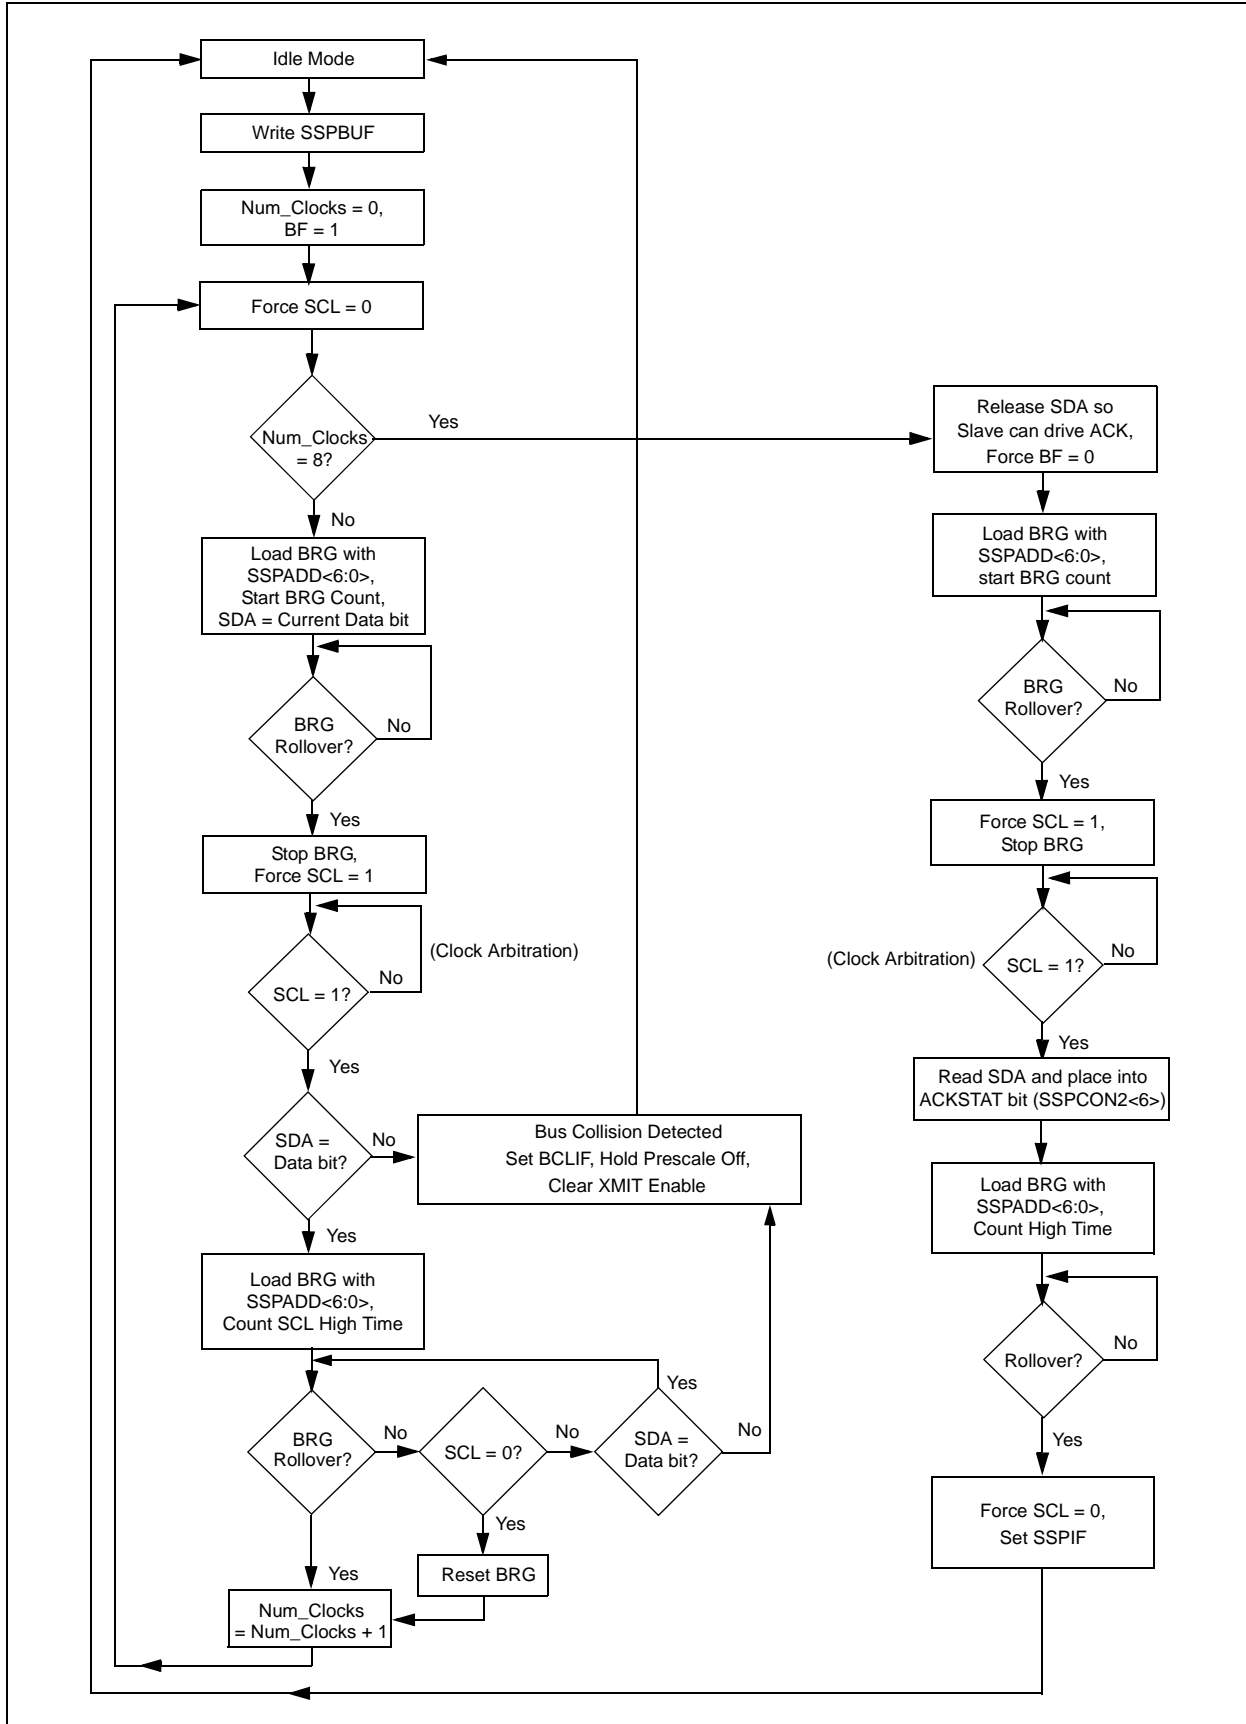 Idle Mode
Write SSPBUF
Num_Clocks = 0,
BF = 1
Force SCL = 0
Num_Clocks
= 8?
Yes
No
Load BRG with
SSPADD<6:0>,
Start BRG Count,
SDA = Current Data bit
BRG
Rollover?
No
Yes
Stop BRG,
Force SCL = 1
(Clock Arbitration)
SCL = 1?
No
Yes
SDA =
Data bit?
No
Bus Collision Detected
Set BCLIF, Hold Prescale Off,
Clear XMIT Enable
Yes
Load BRG with
SSPADD<6:0>,
Count SCL High Time
BRG
Rollover?
No
SCL = 0?
No
SDA =
Data bit?
Yes
No
Yes
Reset BRG
Yes
Num_Clocks
= Num_Clocks + 1
Release SDA so
Slave can drive ACK,
Force BF = 0
Load BRG with
SSPADD<6:0>,
start BRG count
BRG
Rollover?
No
Yes
Force SCL = 1,
Stop BRG
(Clock Arbitration)
SCL = 1?
No
Yes
Read SDA and place into
ACKSTAT bit (SSPCON2<6>)
Load BRG with
SSPADD<6:0>,
Count High Time
Rollover?
No
Yes
Force SCL = 0,
Set SSPIF